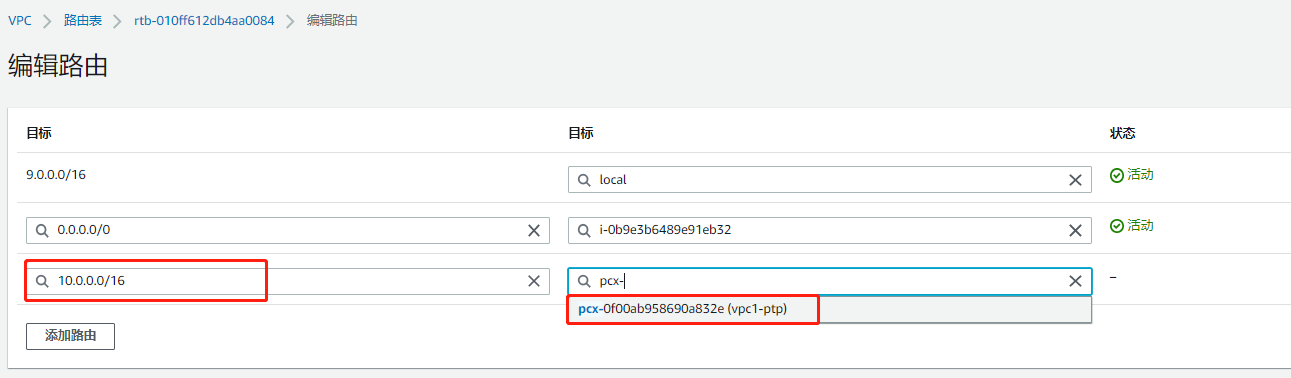 VPC > 路由表 > rtb-010ff612db4aa0084 > 编辑路由
编辑路由
目标 目标 状态
9.0.0.0/16 local 活动
0.0.0.0/0 i-0b9e3b6489e91eb32 活动
10.0.0.0/16 pcx- –
pcx-0f00ab958690a832e (vpc1-ptp)
添加路由